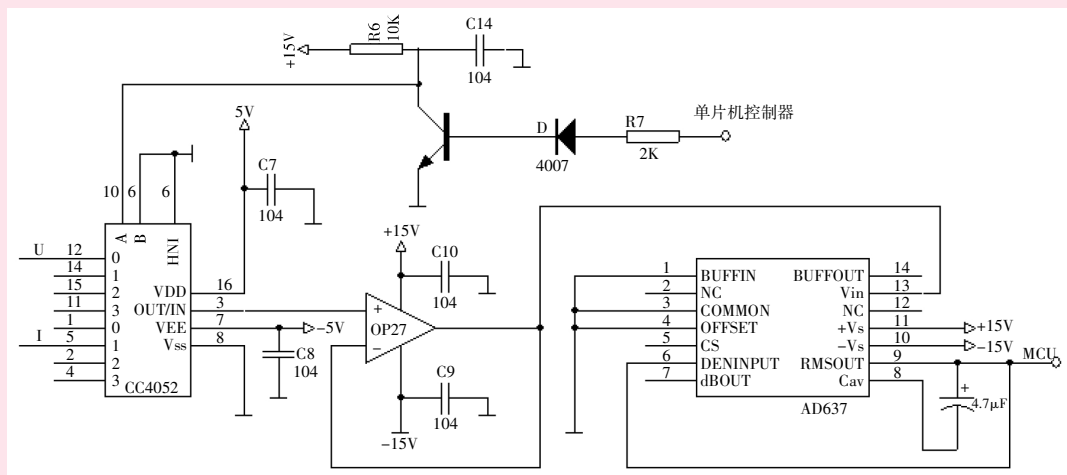 +15V
R6
10K
C14
104
单片机控制器
D
4007
R7
2K
5V
C7
104
10
6
6
A
B
HNI
U
12
0
14
1
15
2
11
3
1
0
I
5
1
2
2
4
3
VDD
16
OUT/IN
3
VEE
7
Vss
8
CC4052
-5V
C8
104
+15V
C10
104
+
OP27
−
C9
104
-15V
1
BUFFIN
BUFFOUT
14
2
NC
Vin
13
3
COMMON
NC
12
4
OFFSET
+Vs
11
+15V
5
CS
-Vs
10
-15V
6
DENINPUT
RMSOUT
9
MCU
7
dBOUT
Cav
8
AD637
+
4.7μF